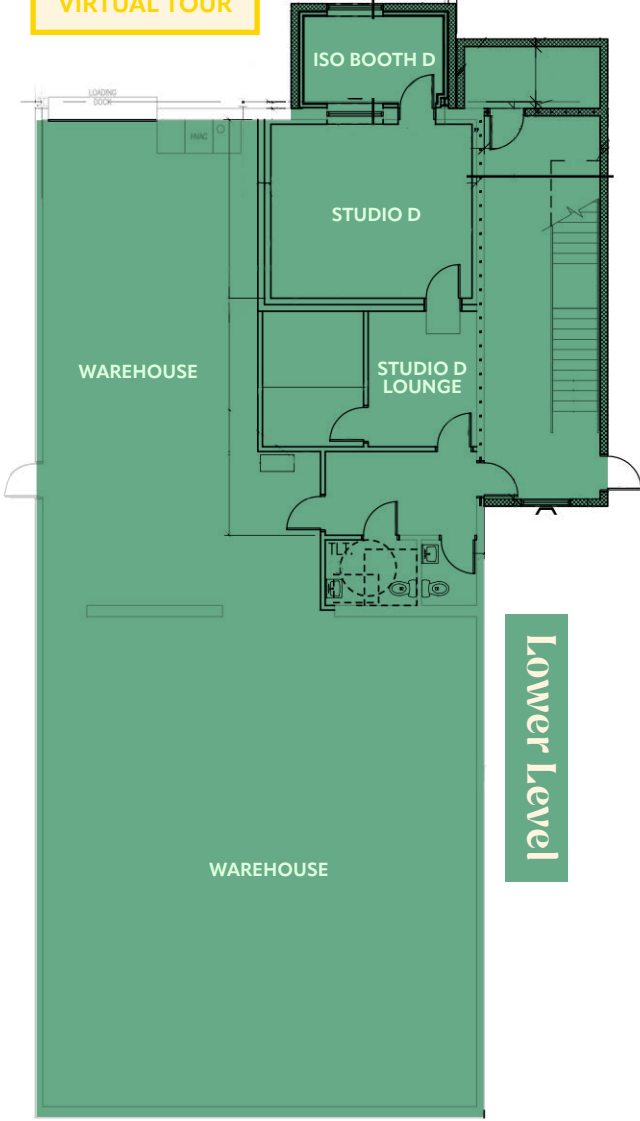 VIRTUAL TOUR
ISO BOOTH D
LOADING
DOCK
HVAC
STUDIO D
WAREHOUSE
STUDIO D
LOUNGE
TLT
Lower Level
WAREHOUSE